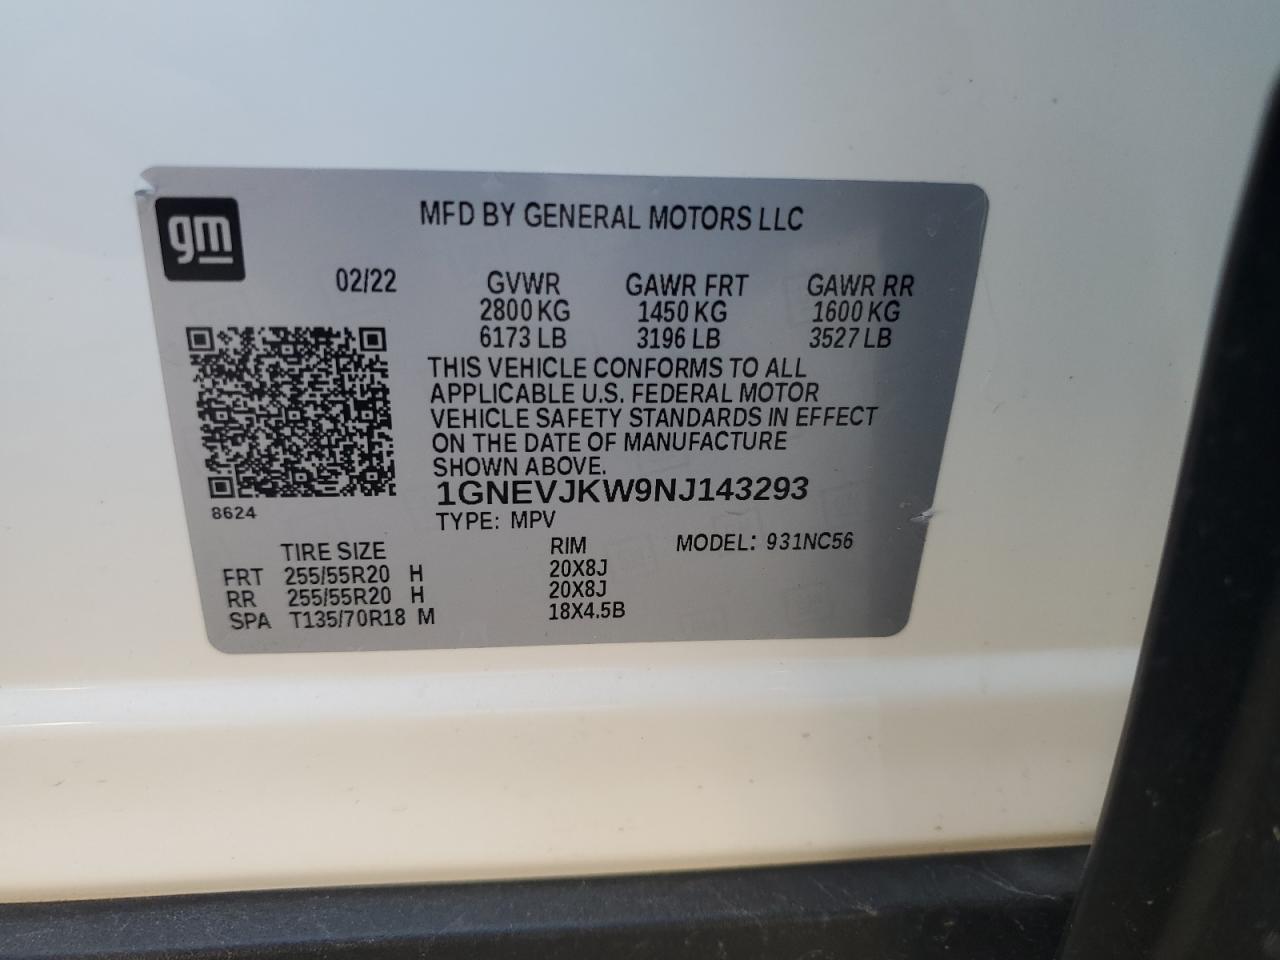 gm
MFD BY GENERAL MOTORS LLC
02/22 GVWR GAWR FRT GAWR RR
2800 KG 1450 KG 1600 KG
6173 LB 3196 LB 3527 LB
THIS VEHICLE CONFORMS TO ALL
APPLICABLE U.S. FEDERAL MOTOR
VEHICLE SAFETY STANDARDS IN EFFECT
ON THE DATE OF MANUFACTURE
SHOWN ABOVE.
1GNEVJKW9NJ143293
8624
TYPE: MPV
TIRE SIZE RIM MODEL: 931NC56
FRT 255/55R20 H 20X8J
RR 255/55R20 H 20X8J
SPA T135/70R18 M 18X4.5B